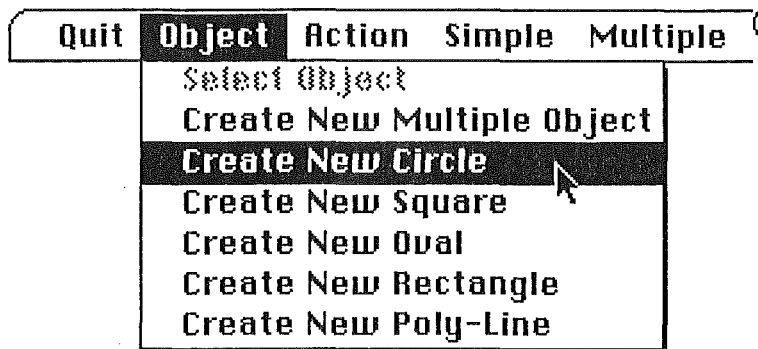 Quit Object Action Simple Multiple
Select Object
Create New Multiple Object
Create New Circle
Create New Square
Create New Oval
Create New Rectangle
Create New Poly-Line